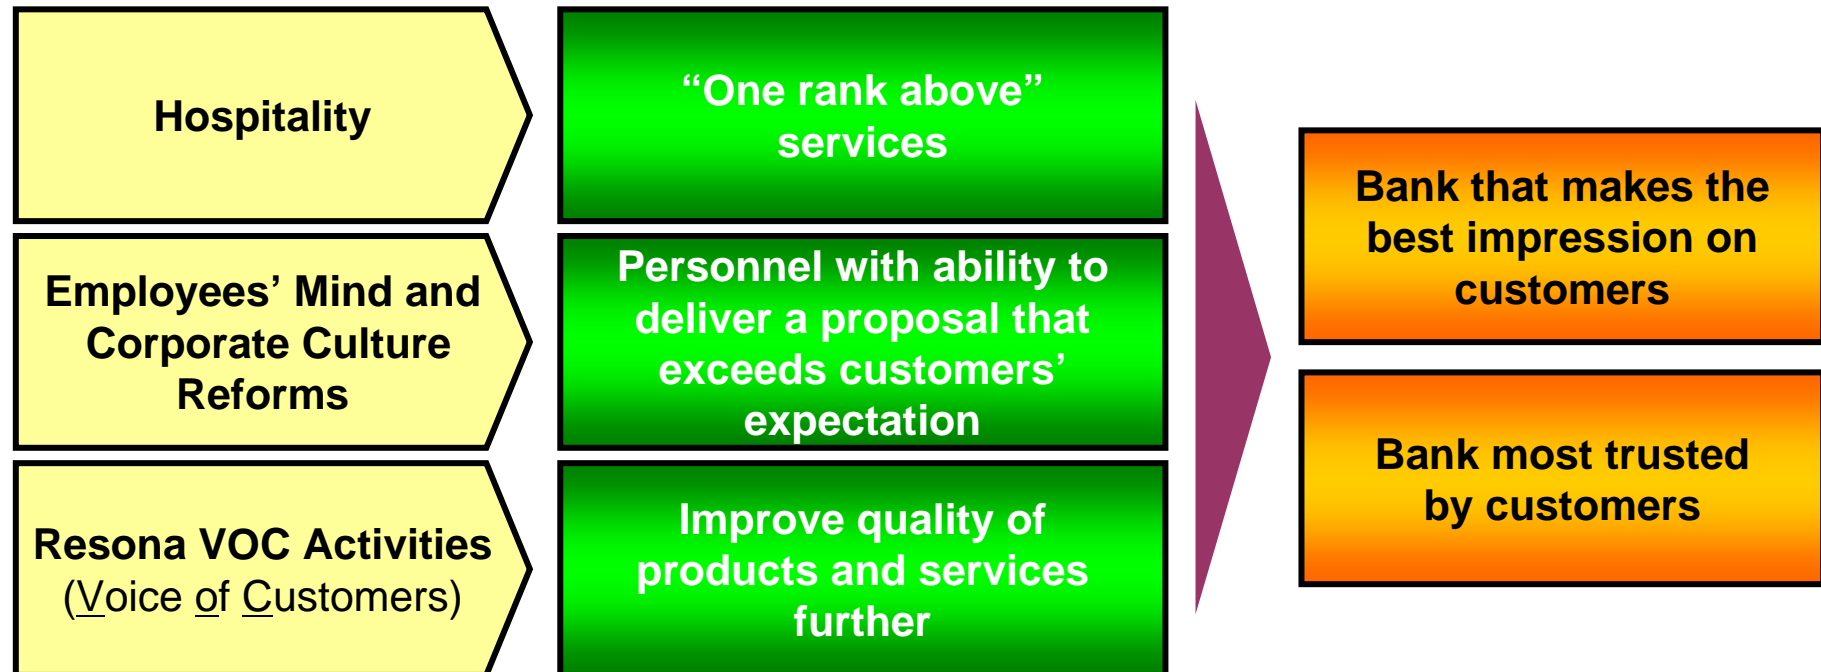 Hospitality
“One rank above”
services
Employees’ Mind and
Corporate Culture
Reforms
Personnel with ability to
deliver a proposal that
exceeds customers’
expectation
Resona VOC Activities
(Voice of Customers)
Improve quality of
products and services
further
Bank that makes the
best impression on
customers
Bank most trusted
by customers